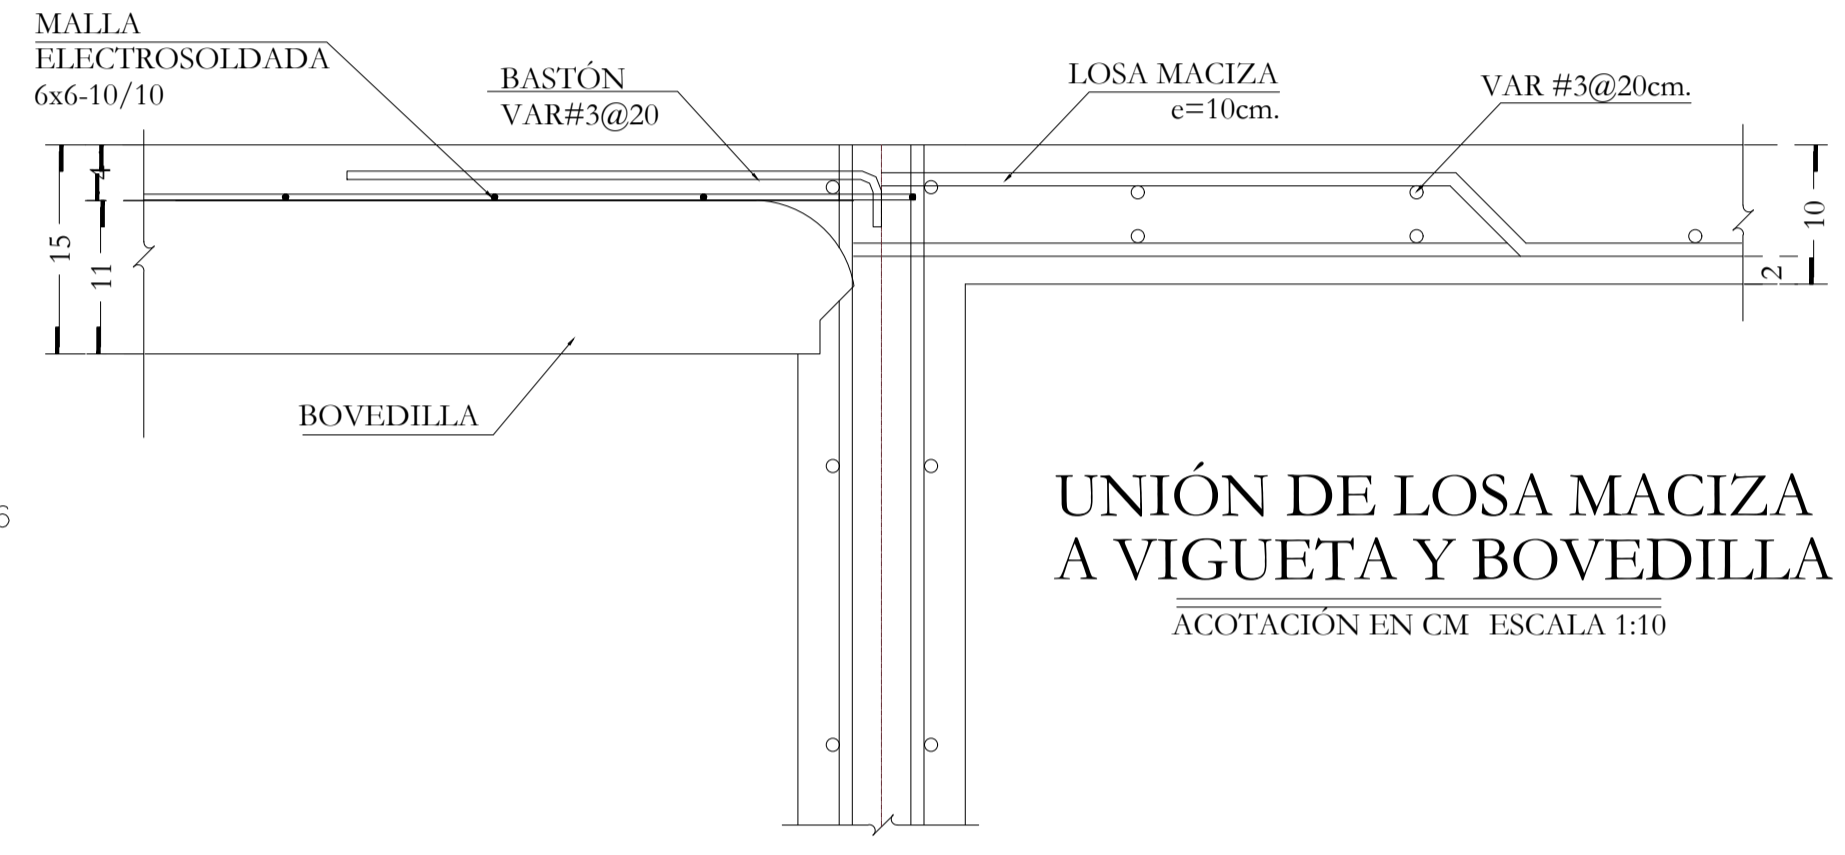 MALLA
ELECTROSOLDADA
6x6-10/10
BASTÓN
VAR#3@20
LOSA MACIZA
e=10cm.
VAR #3@20cm.
4
15
11
10
2
BOVEDILLA
6
UNIÓN DE LOSA MACIZA
A VIGUETA Y BOVEDILLA
ACOTACIÓN EN CM ESCALA 1:10